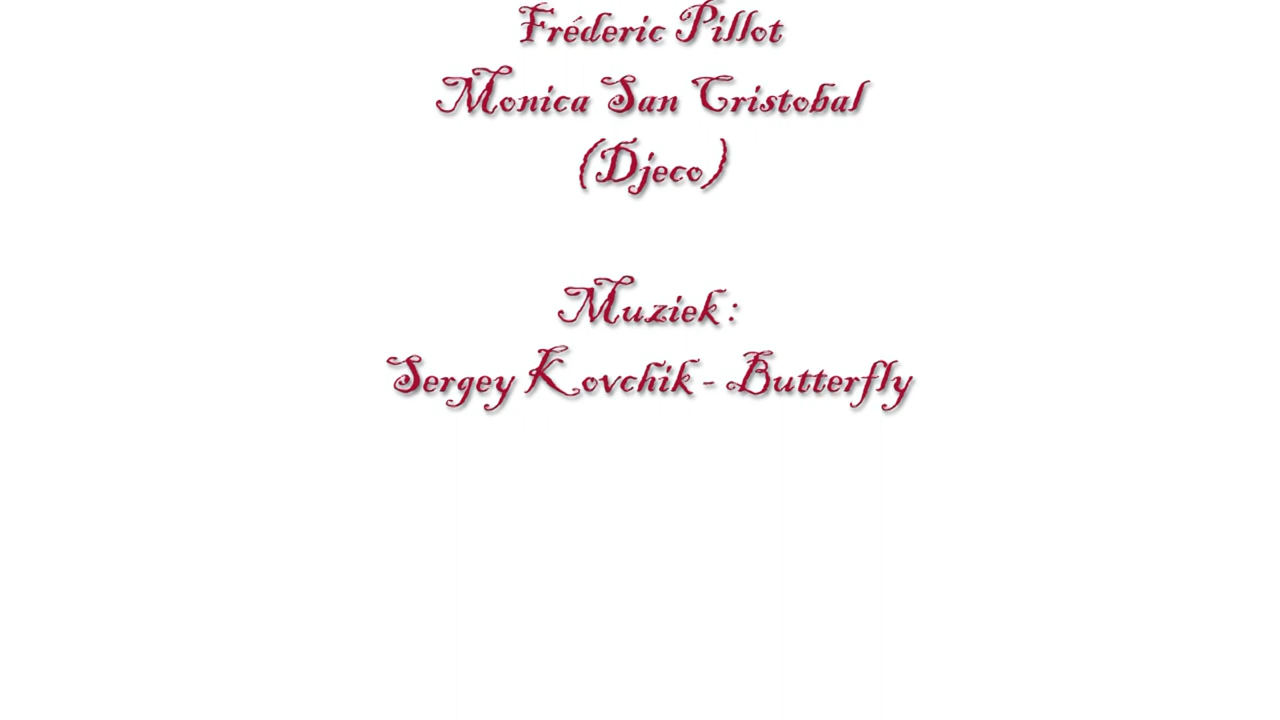 Fréderic Pillot
Monica San Cristobal
(Djeco)
Muziek:
Sergey Kovchik - Butterfly